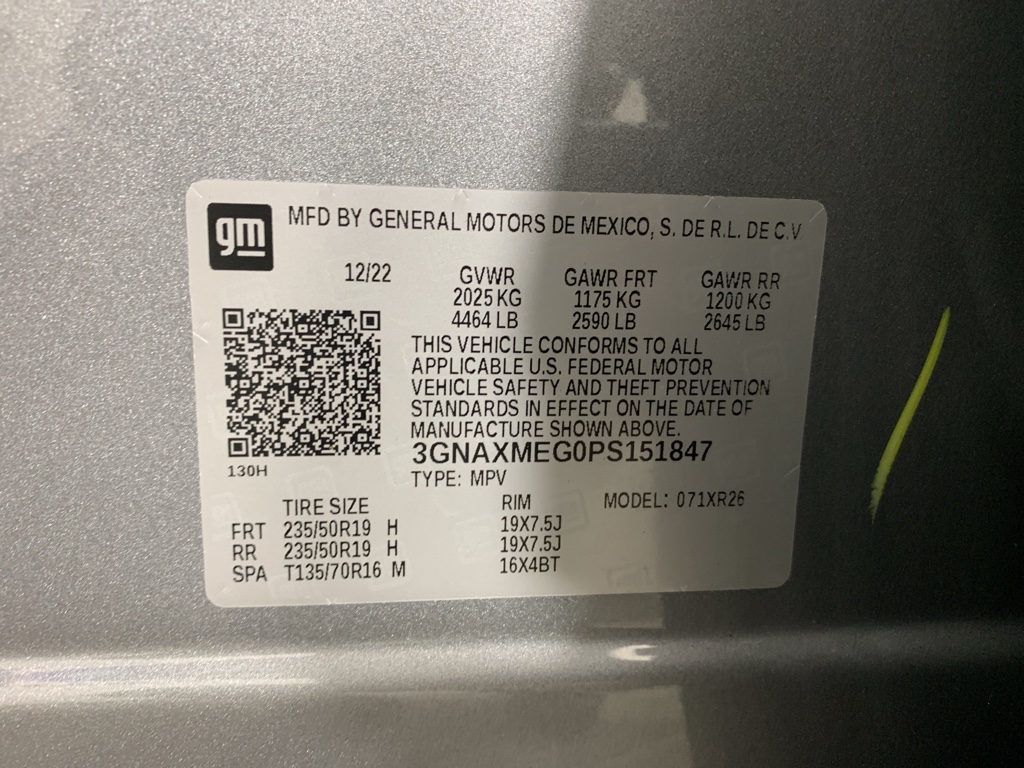 gm MFD BY GENERAL MOTORS DE MEXICO, S. DE R.L. DE C.V
12/22 GVWR GAWR FRT GAWR RR
2025 KG 1175 KG 1200 KG
4464 LB 2590 LB 2645 LB
THIS VEHICLE CONFORMS TO ALL
APPLICABLE U.S. FEDERAL MOTOR
VEHICLE SAFETY AND THEFT PREVENTION
STANDARDS IN EFFECT ON THE DATE OF
MANUFACTURE SHOWN ABOVE.
3GNAXMEG0PS151847
130H
TYPE: MPV
TIRE SIZE RIM MODEL: 071XR26
FRT 235/50R19 H 19X7.5J
RR 235/50R19 H 19X7.5J
SPA T135/70R16 M 16X4BT